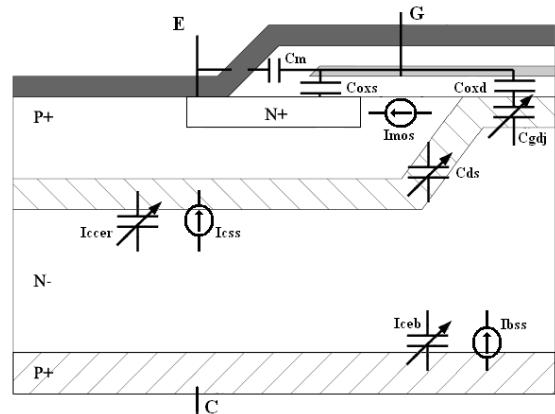 E
G
Cm
Coxs
Coxd
P+
N+
Imos
Cgdj
Cds
Iccer
Icss
N-
Iceb
Ibss
P+
C